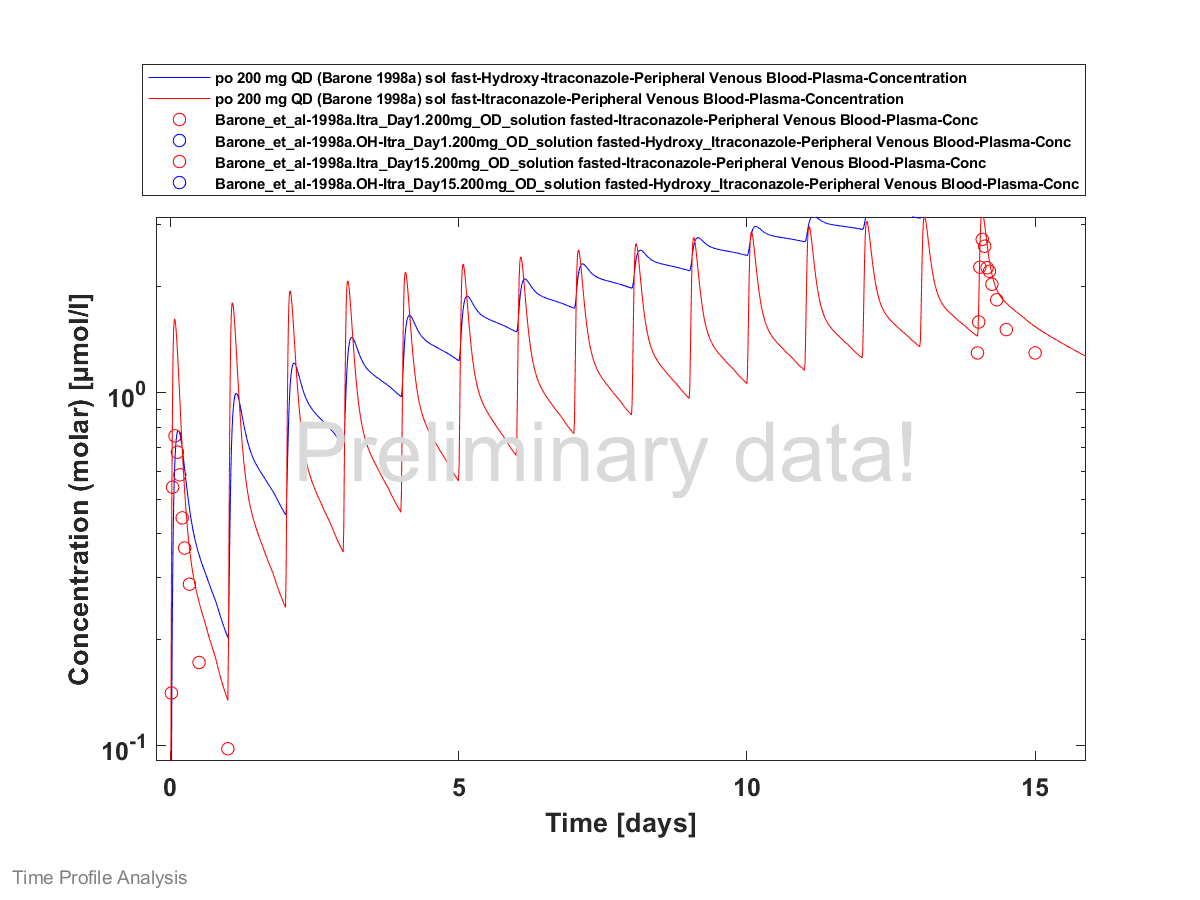 po 200 mg QD (Barone 1998a) sol fast-Hydroxy-Itraconazole-Peripheral Venous Blood-Plasma-Concentration
po 200 mg QD (Barone 1998a) sol fast-Itraconazole-Peripheral Venous Blood-Plasma-Concentration
Barone_et_al-1998a.Itra_Day1.200mg_OD_solution fasted-Itraconazole-Peripheral Venous Blood-Plasma-Conc
Barone_et_al-1998a.OH-Itra_Day1.200mg_OD_solution fasted-Hydroxy_Itraconazole-Peripheral Venous Blood-Plasma-Conc
Barone_et_al-1998a.Itra_Day15.200mg_OD_solution fasted-Itraconazole-Peripheral Venous Blood-Plasma-Conc
Barone_et_al-1998a.OH-Itra_Day15.200mg_OD_solution fasted-Hydroxy_Itraconazole-Peripheral Venous Blood-Plasma-Conc
Concentration (molar) [µmol/l]
10^0
10^-1
Preliminary data!
0 5 10 15
Time [days]
Time Profile Analysis